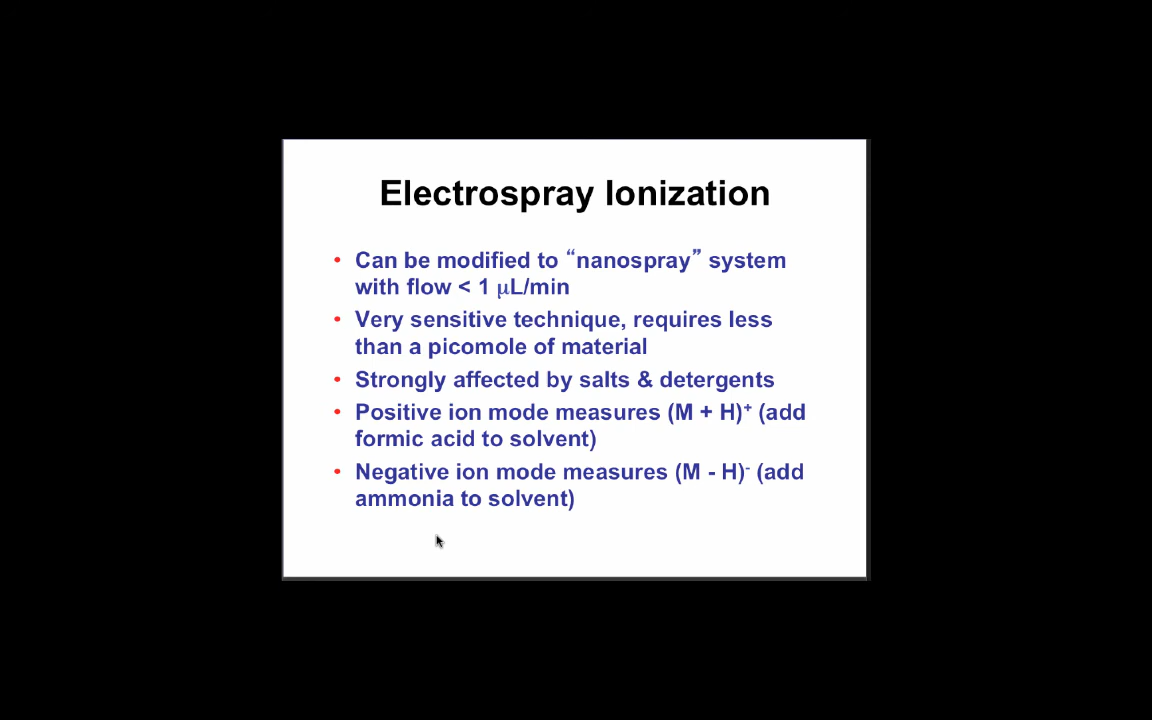 Electrospray Ionization
• Can be modified to “nanospray” system
with flow < 1 μL/min
• Very sensitive technique, requires less
than a picomole of material
• Strongly affected by salts & detergents
• Positive ion mode measures (M + H)⁺ (add
formic acid to solvent)
• Negative ion mode measures (M - H)⁻ (add
ammonia to solvent)